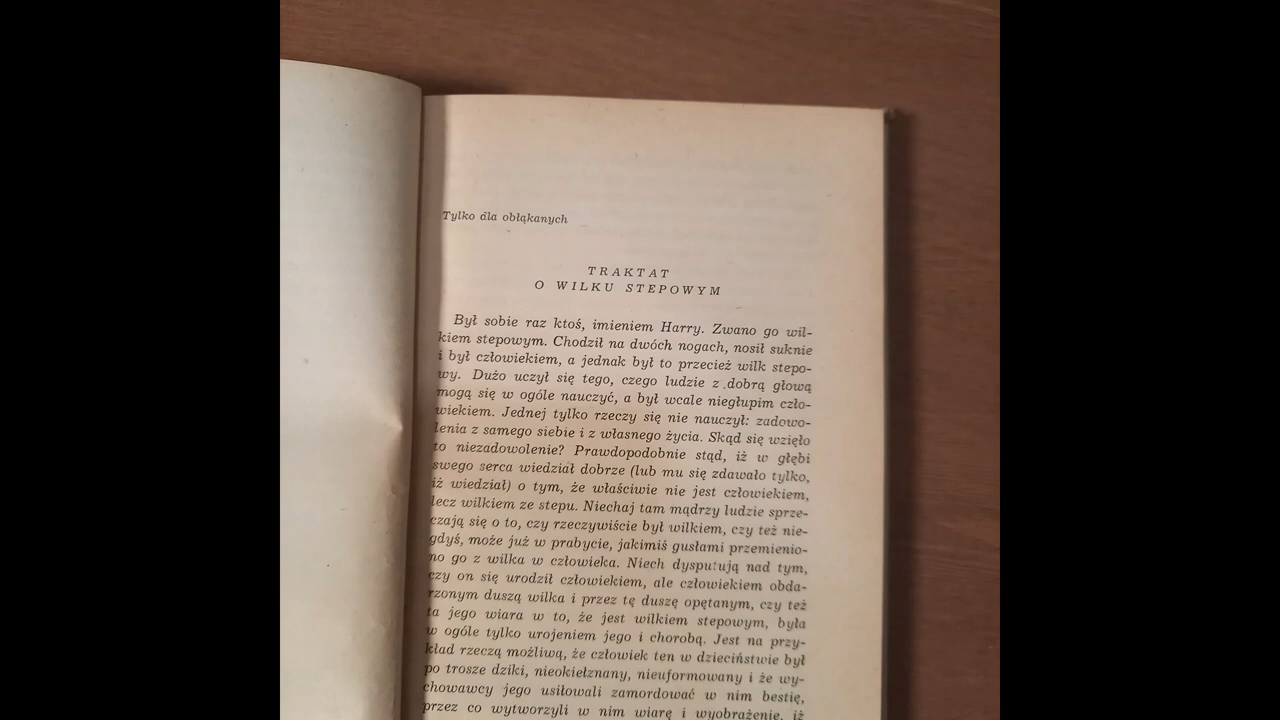 Tylko dla obłąkanych
TRAKTAT
O WILKU STEPOWYM
Był sobie raz ktoś, imieniem Harry. Zwano go wil-
kiem stepowym. Chodził na dwóch nogach, nosił suknie
i był człowiekiem, a jednak był to przecież wilk stepo-
wy. Dużo uczył się tego, czego ludzie z dobrą głową
mogą się w ogóle nauczyć, a był wcale niegłupim czło-
wiekiem. Jednej tylko rzeczy się nie nauczył: zadowo-
lenia z samego siebie i z własnego życia. Skąd się wzięło
to niezadowolenie? Prawdopodobnie stąd, iż w głębi
swego serca wiedział dobrze (lub mu się zdawało tylko,
iż wiedział) o tym, że właściwie nie jest człowiekiem,
lecz wilkiem ze stepu. Niechaj tam mądrzy ludzie sprze-
czają się o to, czy rzeczywiście był wilkiem, czy też nie-
gdyś, może już w prabycie, jakimiś gusłami przemienio-
no go z wilka w człowieka. Niech dysputują nad tym,
czy on się urodził człowiekiem, ale człowiekiem obda-
rzonym duszą wilka i przez tę duszę opętanym, czy też
ta jego wiara w to, że jest wilkiem stepowym, była
w ogóle tylko urojeniem jego i chorobą. Jest na przy-
kład rzeczą możliwą, że człowiek ten w dzieciństwie był
po trosze dziki, nieokiełznany, nieuformowany i że wy-
chowawcy jego usiłowali zamordować w nim bestię,
przez co wytworzyli w nim wiarę i wyobrażenie, iż